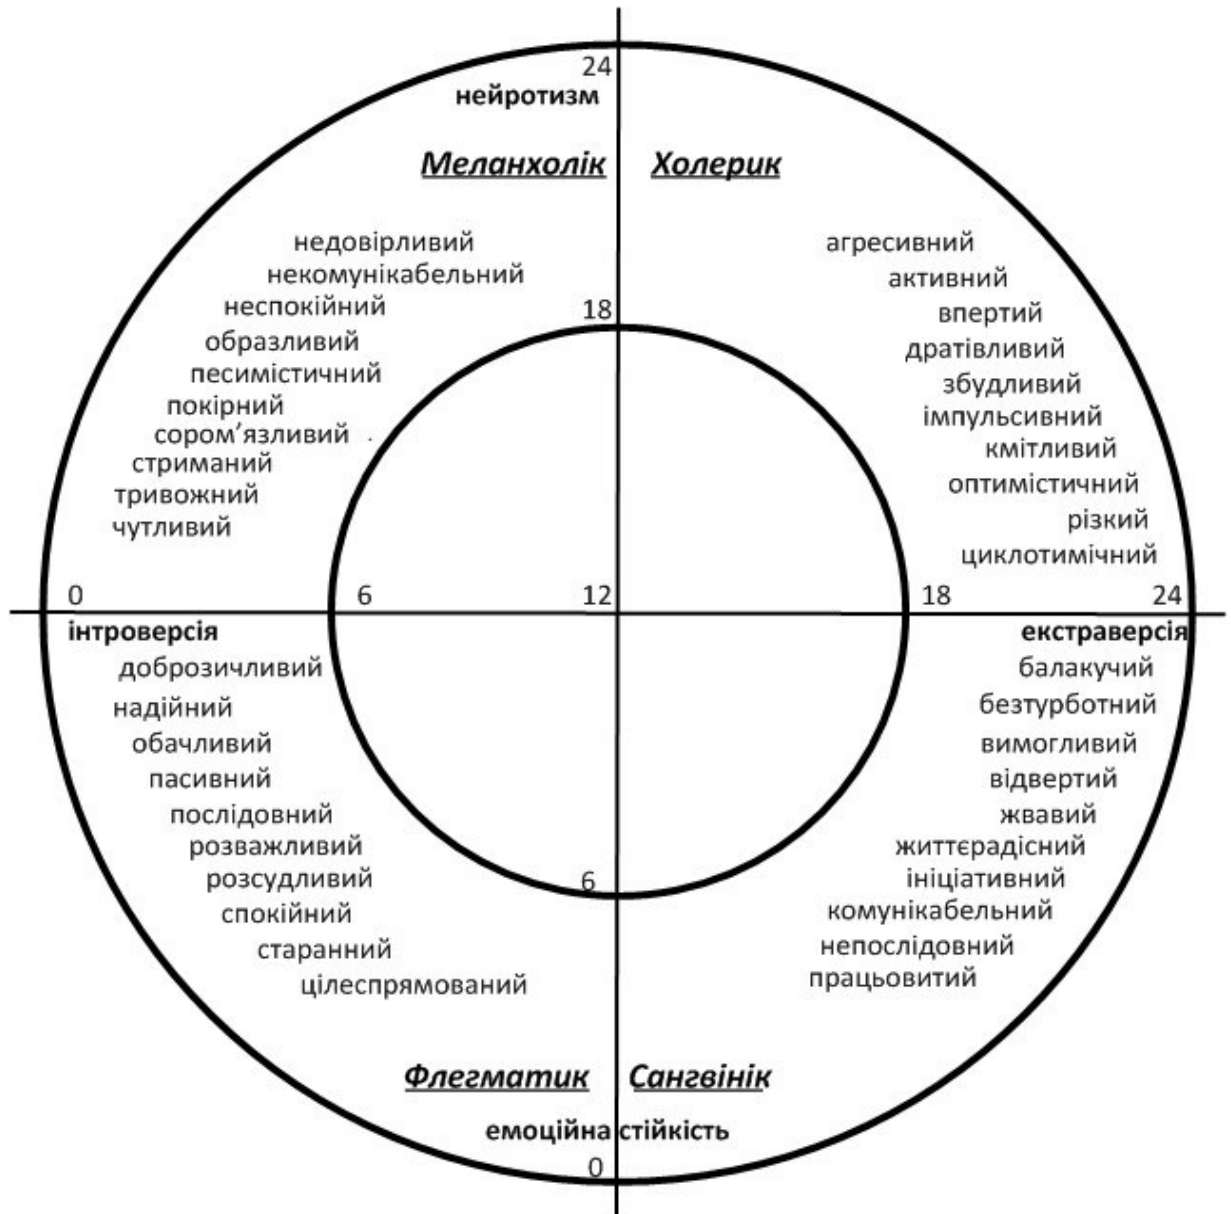 24
нейротизм
Меланхолік Холерик
недовірливий
некомунікабельний
неспокійний
образливий
песимістичний
покірний
сором’язливий
стриманий
тривожний
чутливий
агресивний
активний
впертий
дратівливий
збудливий
імпульсивний
кмітливий
оптимістичний
різкий
циклотимічний
18
0 6 12 18 24
інтроверсія екстраверсія
доброзичливий
надійний
обачливий
пасивний
послідовний
розважливий
розсудливий
спокійний
старанний
цілеспрямований
балакучий
безтурботний
вимогливий
відвертий
жвавий
життєрадісний
ініціативний
комунікабельний
непослідовний
працьовитий
6
Флегматик Сангвінік
емоційна стійкість
0